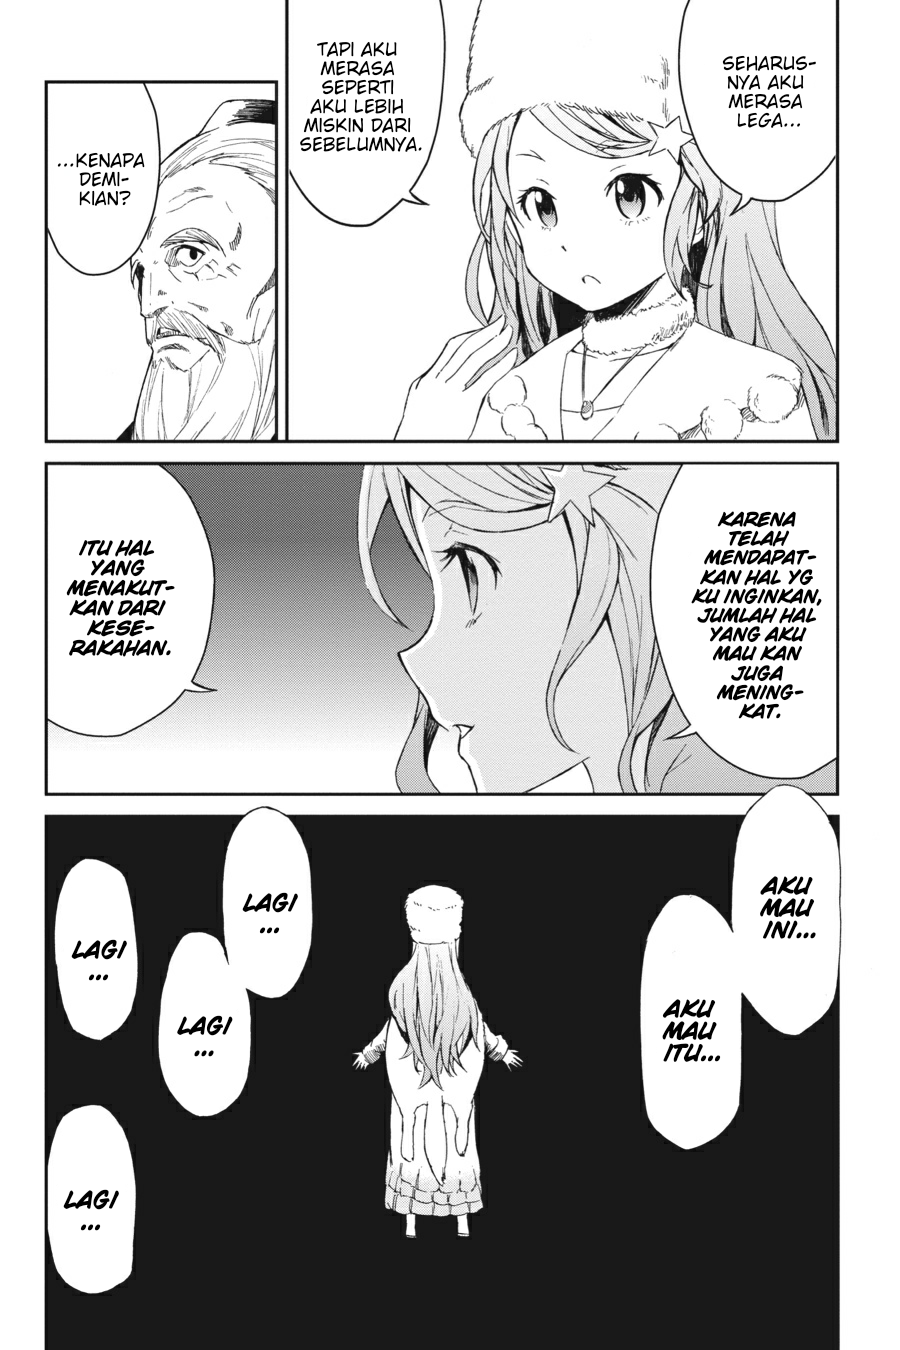 SEHARUS-
NYA AKU
MERASA
LEGA...
TAPI AKU
MERASA
SEPERTI
AKU LEBIH
MISKIN DARI
SEBELUMNYA.
...KENAPA
DEMI-
KIAN?
KARENA
TELAH
MENDAPAT-
KAN HAL YG
KU INGINKAN,
JUMLAH HAL
YANG AKU
MAU KAN
JUGA
MENING-
KAT.
ITU HAL
YANG
MENAKUT-
KAN DARI
KESE-
RAKAHAN.
AKU
MAU
INI...
AKU
MAU
ITU...
LAGI
...
LAGI
...
LAGI
...
LAGI
...